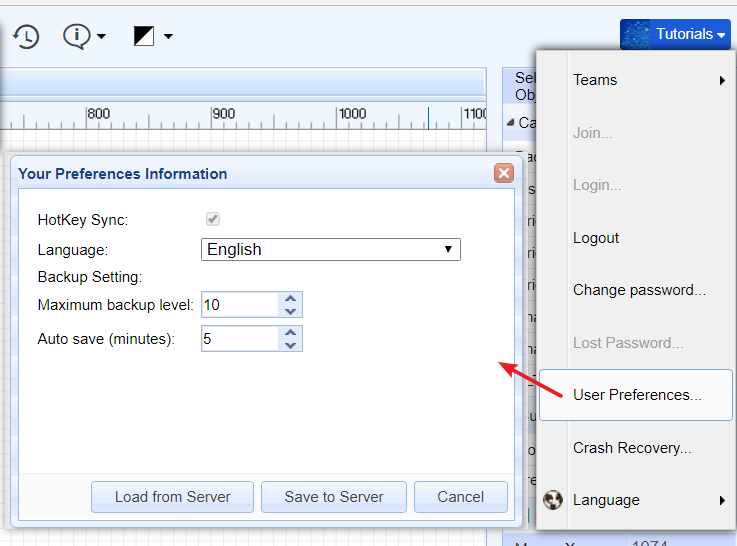 Tutorials
Sel
Obj
800
900
1000
1100
Ca
Teams
Join...
Login...
Logout
Change password...
Lost Password...
User Preferences...
Crash Recovery...
Language
Your Preferences Information
HotKey Sync:
Language:
English
Backup Setting:
Maximum backup level:
10
Auto save (minutes):
5
Load from Server
Save to Server
Cancel